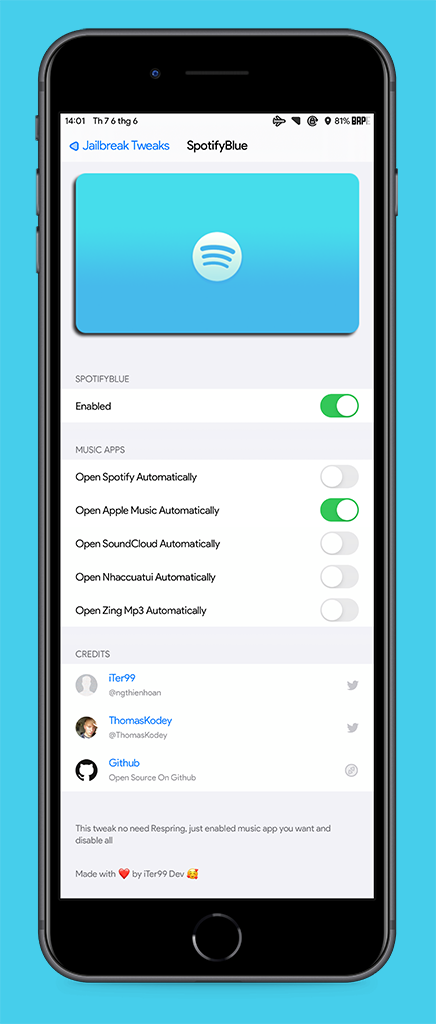 14:01 Th 7 6 thg 6 81%
Jailbreak Tweaks SpotifyBlue
SPOTIFYBLUE
Enabled
MUSIC APPS
Open Spotify Automatically
Open Apple Music Automatically
Open SoundCloud Automatically
Open Nhaccuatui Automatically
Open Zing Mp3 Automatically
CREDITS
iTer99
@ngthienhoan
ThomasKodey
@ThomasKodey
Github
Open Source On Github
This tweak no need Respring, just enabled music app you want and
disable all
Made with ❤️ by iTer99 Dev 🥰